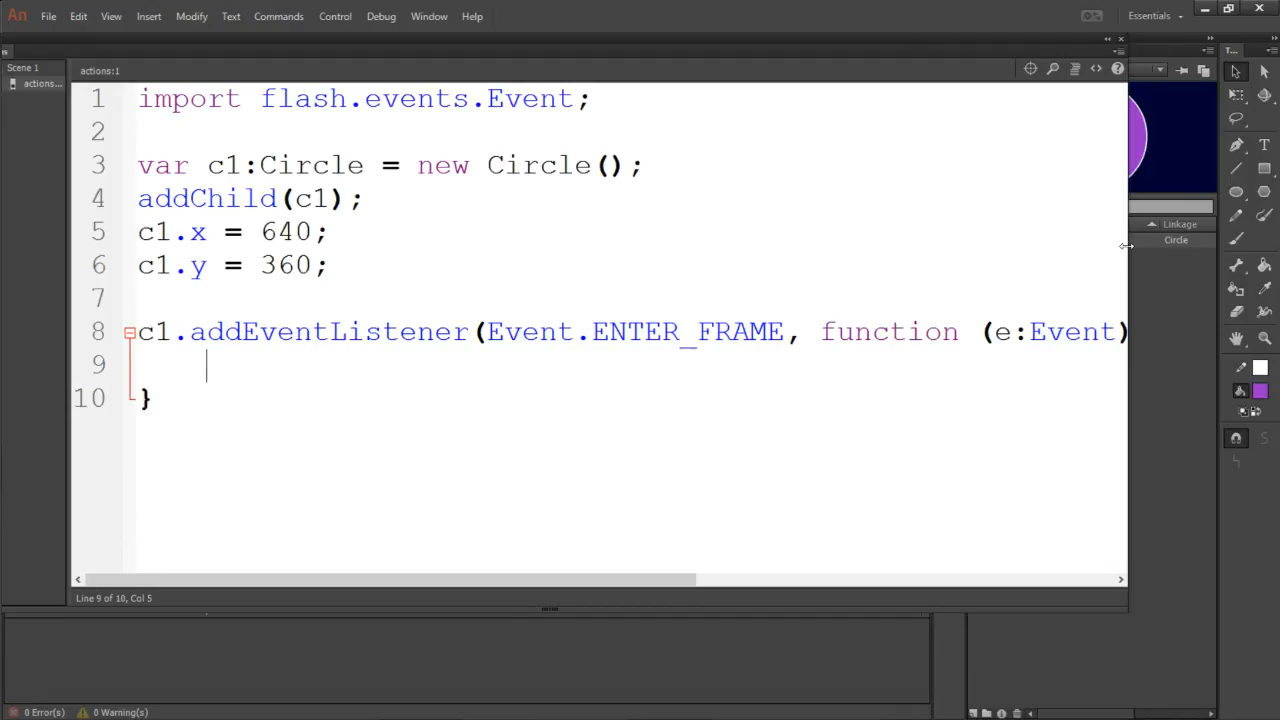 An File Edit View Insert Modify Text Commands Control Debug Window Help Essentials
Scene 1
actions...
actions:1
1 import flash.events.Event;
2
3 var c1:Circle = new Circle();
4 addChild(c1);
5 c1.x = 640;
6 c1.y = 360;
7
8 c1.addEventListener(Event.ENTER_FRAME, function (e:Event)
9
10 }
Line 9 of 10, Col 5
T...
Linkage
Circle
0 Error(s) 0 Warning(s)